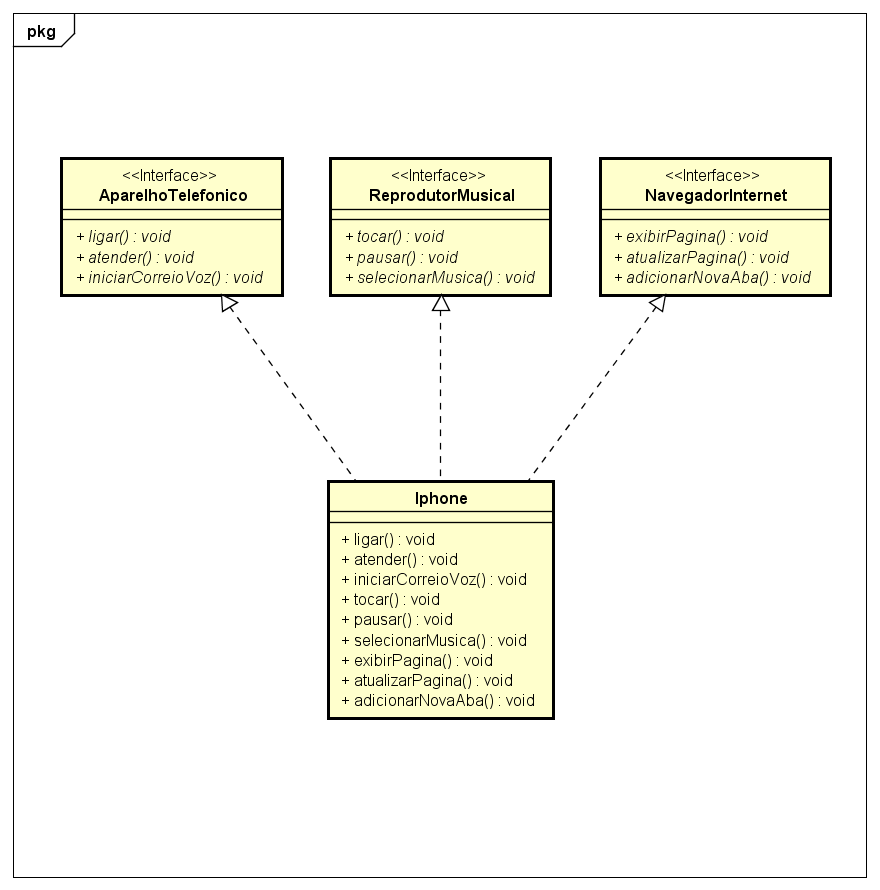 pkg
<<Interface>>
AparelhoTelefonico
+ ligar() : void
+ atender() : void
+ iniciarCorreioVoz() : void
<<Interface>>
ReprodutorMusical
+ tocar() : void
+ pausar() : void
+ selecionarMusica() : void
<<Interface>>
NavegadorInternet
+ exibirPagina() : void
+ atualizarPagina() : void
+ adicionarNovaAba() : void
Iphone
+ ligar() : void
+ atender() : void
+ iniciarCorreioVoz() : void
+ tocar() : void
+ pausar() : void
+ selecionarMusica() : void
+ exibirPagina() : void
+ atualizarPagina() : void
+ adicionarNovaAba() : void